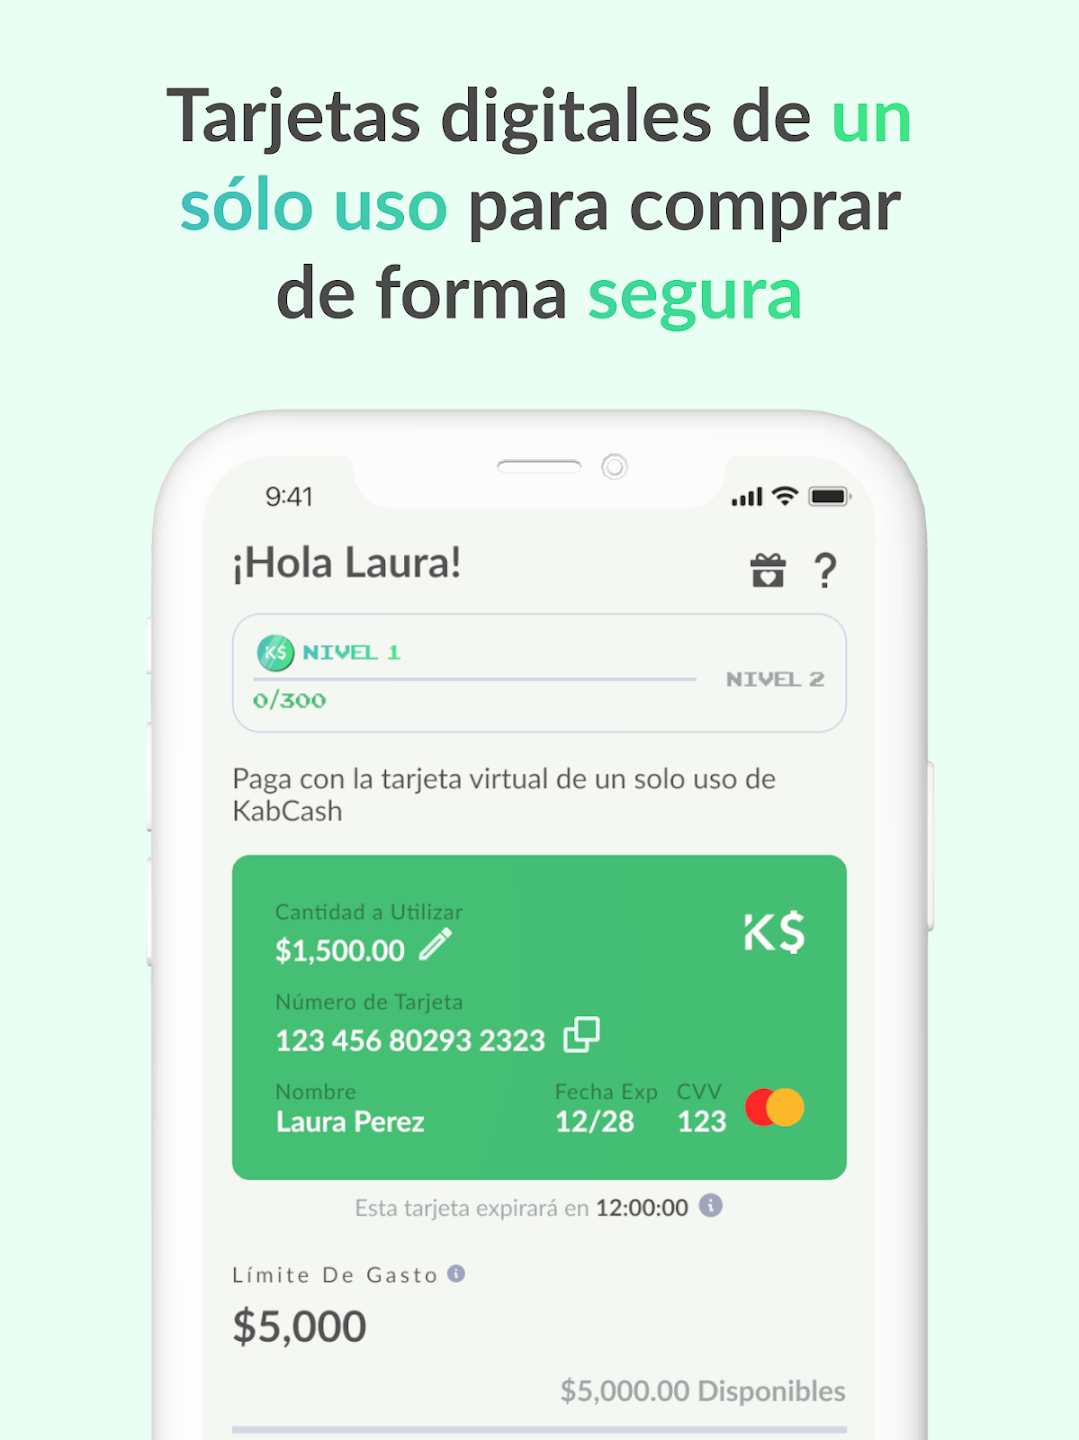 Tarjetas digitales de un
sólo uso para comprar
de forma segura
9:41
¡Hola Laura!
?
K$ NIVEL 1
NIVEL 2
0/300
Paga con la tarjeta virtual de un solo uso de
KabCash
Cantidad a Utilizar
$1,500.00
K$
Número de Tarjeta
123 456 80293 2323
Nombre
Fecha Exp
CVV
Laura Perez
12/28
123
Esta tarjeta expirará en 12:00:00
Límite De Gasto
$5,000
$5,000.00 Disponibles